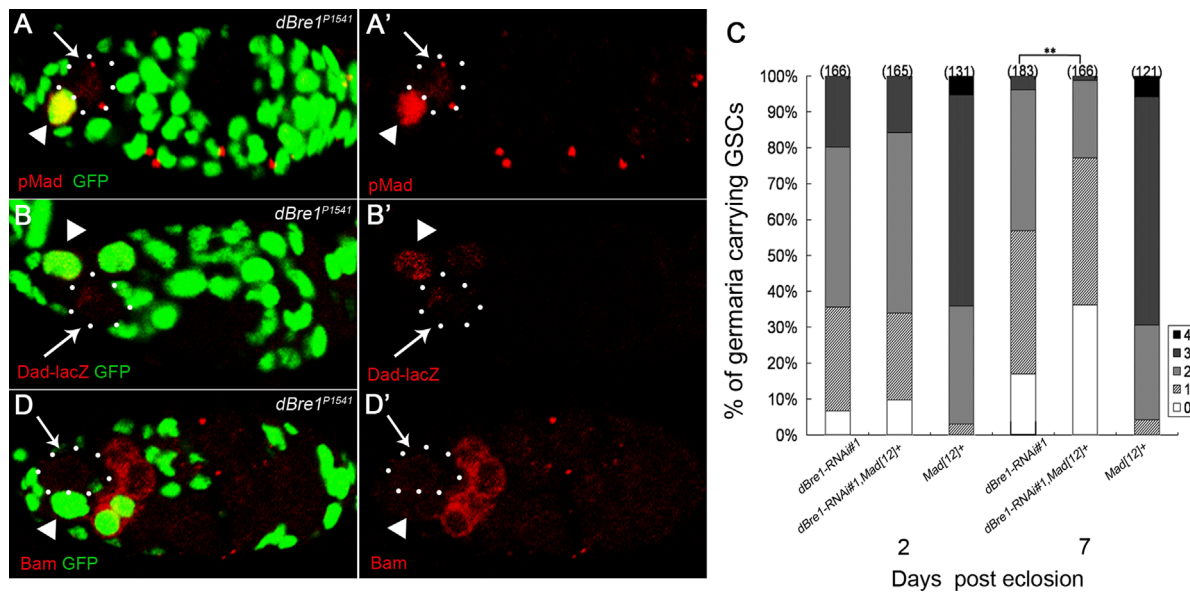 A
dBre1P1541
pMad GFP
A'
pMad
B
dBre1P1541
Dad-lacZ GFP
B'
Dad-lacZ
D
dBre1P1541
Bam GFP
D'
Bam
C
% of germaria carrying GSCs
100%
90%
80%
70%
60%
50%
40%
30%
20%
10%
0%
(166) (165) (131) (183) (166) (121)
**
4
3
2
1
0
dBre1-RNAi#1
dBre1-RNAi#1,Mad[12]+
Mad[12]+
dBre1-RNAi#1
dBre1-RNAi#1,Mad[12]+
Mad[12]+
2 7
Days post eclosion